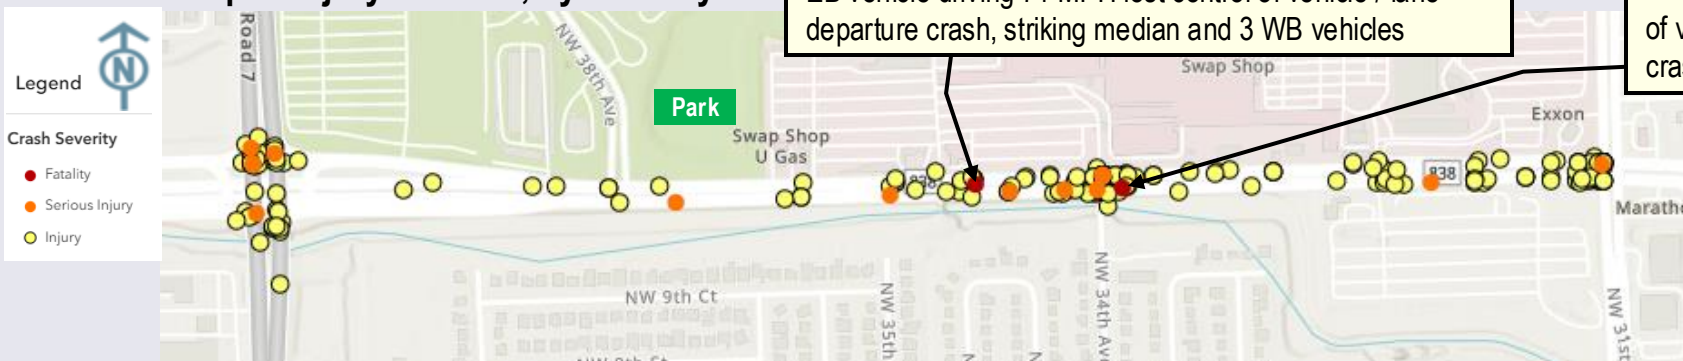 departure crash, striking median and 3 WB vehicles
of v
cra
Legend
N
Crash Severity
Fatality
Serious Injury
Injury
Road 7
NW 38th Ave
Park
Swap Shop
U Gas
Swap Shop
Exxon
838
838
Maratho
NW 9th Ct
NW 35th
NW 34th Ave
NW 31st